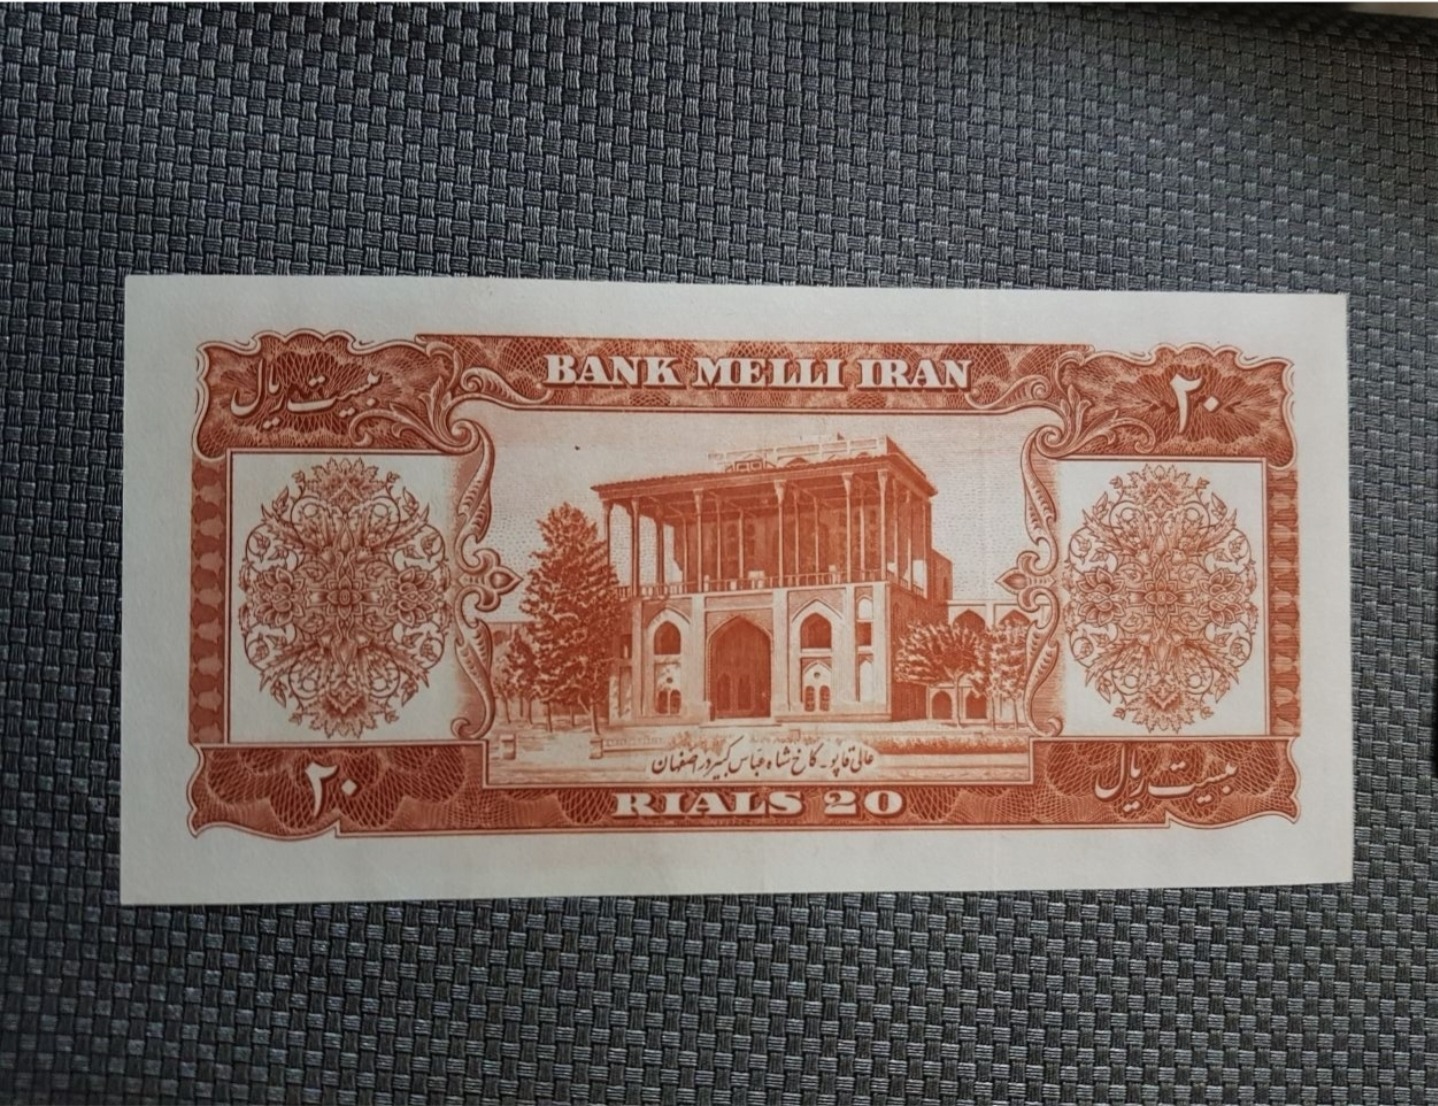 BANK MELLI IRAN
بیست ریال
۲۰
عالی قاپو ـ کاخ شاه عباس کبیر در اصفهان
۲۰
RIALS 20
بیست ریال